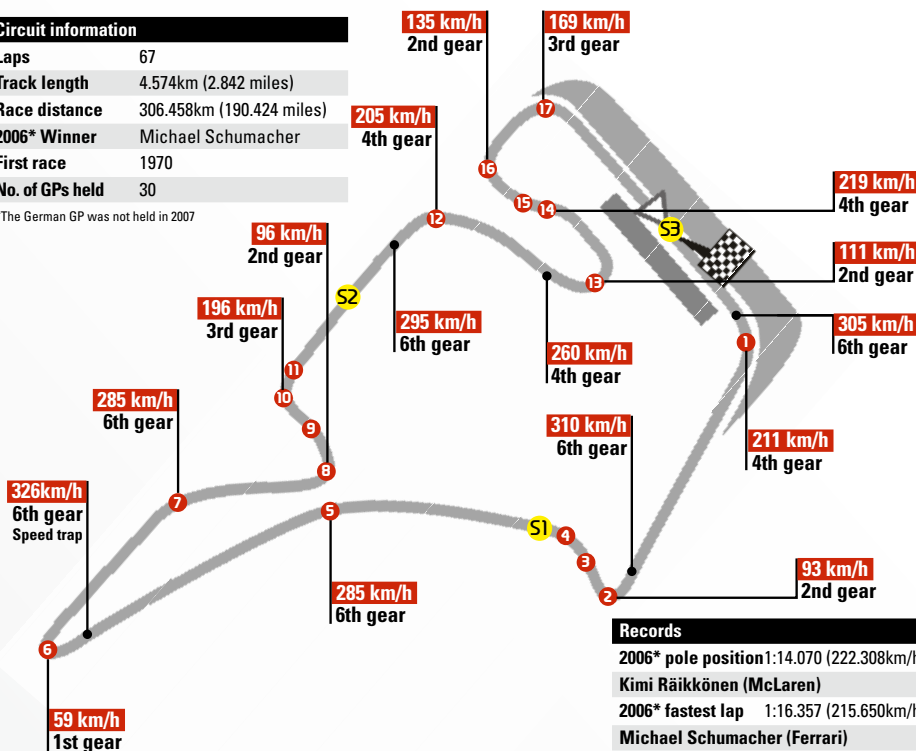 Circuit information
Laps 67
Track length 4.574km (2.842 miles)
Race distance 306.458km (190.424 miles)
2006* Winner Michael Schumacher
First race 1970
No. of GPs held 30
*The German GP was not held in 2007
135 km/h
2nd gear
169 km/h
3rd gear
205 km/h
4th gear
219 km/h
4th gear
96 km/h
2nd gear
111 km/h
2nd gear
196 km/h
3rd gear
295 km/h
6th gear
260 km/h
4th gear
305 km/h
6th gear
285 km/h
6th gear
310 km/h
6th gear
211 km/h
4th gear
326km/h
6th gear
Speed trap
285 km/h
6th gear
93 km/h
2nd gear
59 km/h
1st gear
17
16
15
14
12
S3
13
S2
1
11
10
9
8
7
5
S1
4
3
2
6
Records
2006* pole position 1:14.070 (222.308km/h
Kimi Räikkönen (McLaren)
2006* fastest lap 1:16.357 (215.650km/h
Michael Schumacher (Ferrari)